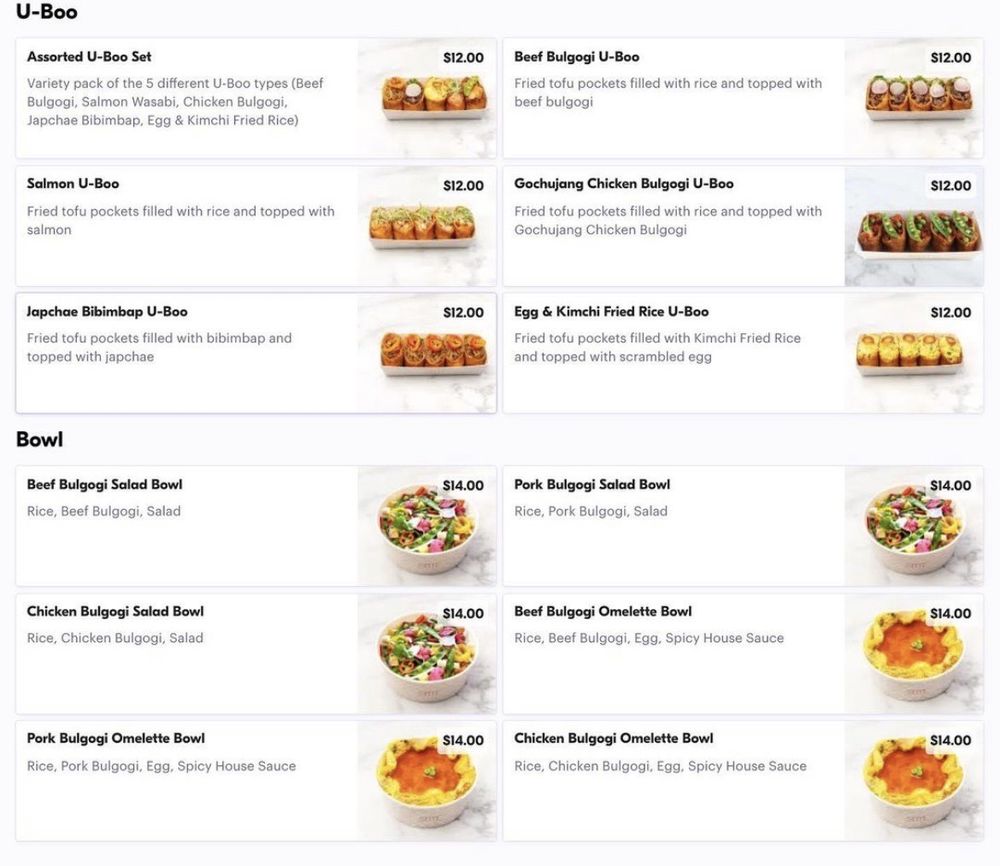 U-Boo
Assorted U-Boo Set
$12.00
Variety pack of the 5 different U-Boo types (Beef
Bulgogi, Salmon Wasabi, Chicken Bulgogi,
Japchae Bibimbap, Egg & Kimchi Fried Rice)
Beef Bulgogi U-Boo
$12.00
Fried tofu pockets filled with rice and topped with
beef bulgogi
Salmon U-Boo
$12.00
Fried tofu pockets filled with rice and topped with
salmon
Gochujang Chicken Bulgogi U-Boo
$12.00
Fried tofu pockets filled with rice and topped with
Gochujang Chicken Bulgogi
Japchae Bibimbap U-Boo
$12.00
Fried tofu pockets filled with bibimbap and
topped with japchae
Egg & Kimchi Fried Rice U-Boo
$12.00
Fried tofu pockets filled with Kimchi Fried Rice
and topped with scrambled egg
Bowl
Beef Bulgogi Salad Bowl
$14.00
Rice, Beef Bulgogi, Salad
Pork Bulgogi Salad Bowl
$14.00
Rice, Pork Bulgogi, Salad
Chicken Bulgogi Salad Bowl
$14.00
Rice, Chicken Bulgogi, Salad
Beef Bulgogi Omelette Bowl
$14.00
Rice, Beef Bulgogi, Egg, Spicy House Sauce
Pork Bulgogi Omelette Bowl
$14.00
Rice, Pork Bulgogi, Egg, Spicy House Sauce
Chicken Bulgogi Omelette Bowl
$14.00
Rice, Chicken Bulgogi, Egg, Spicy House Sauce